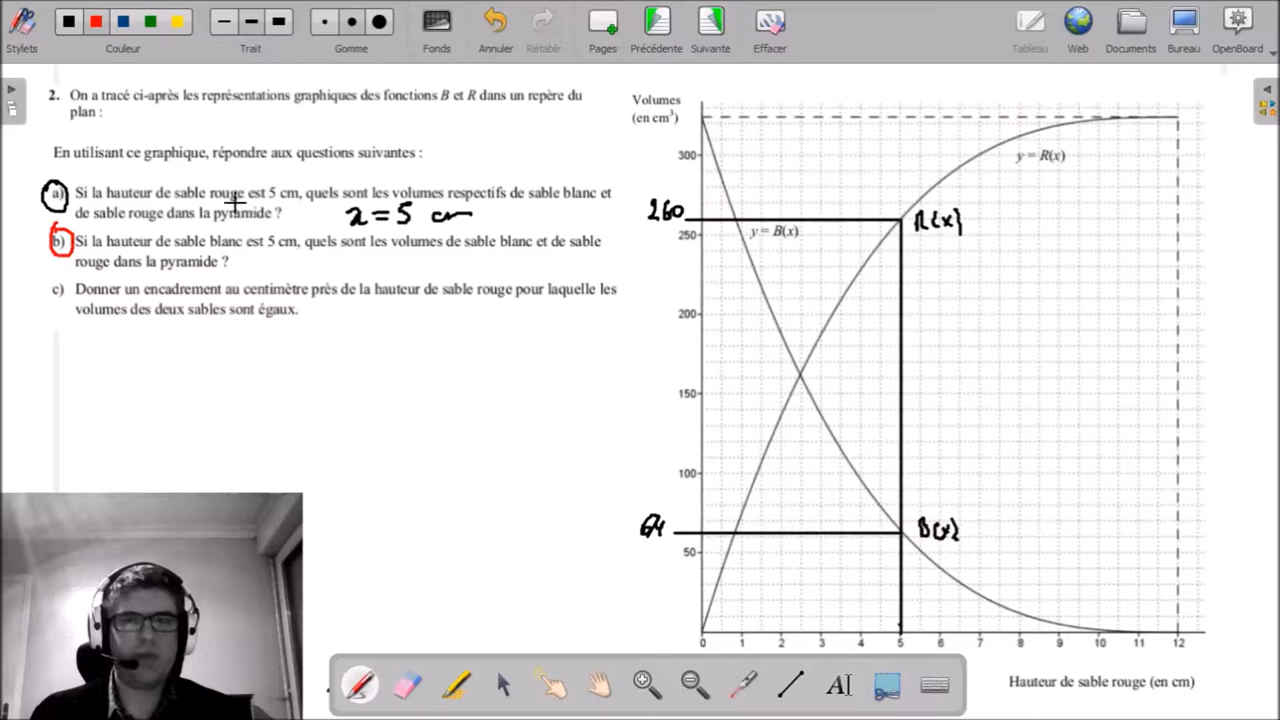 Stylets Couleur Trait Gomme Fonds Annuler Rétablir Pages Précédente Suivante Effacer Tableau Web Documents Bureau OpenBoard
2. On a tracé ci-après les représentations graphiques des fonctions B et R dans un repère du
plan :
En utilisant ce graphique, répondre aux questions suivantes :
a) Si la hauteur de sable rouge est 5 cm, quels sont les volumes respectifs de sable blanc et
de sable rouge dans la pyramide ? x = 5 cm
b) Si la hauteur de sable blanc est 5 cm, quels sont les volumes de sable blanc et de sable
rouge dans la pyramide ?
c) Donner un encadrement au centimètre près de la hauteur de sable rouge pour laquelle les
volumes des deux sables sont égaux.
Volumes
(en cm³)
300
y = R(x)
260
R(x)
250
y = B(x)
200
150
100
64
B(x)
50
0 1 2 3 4 5 6 7 8 9 10 11 12
Hauteur de sable rouge (en cm)